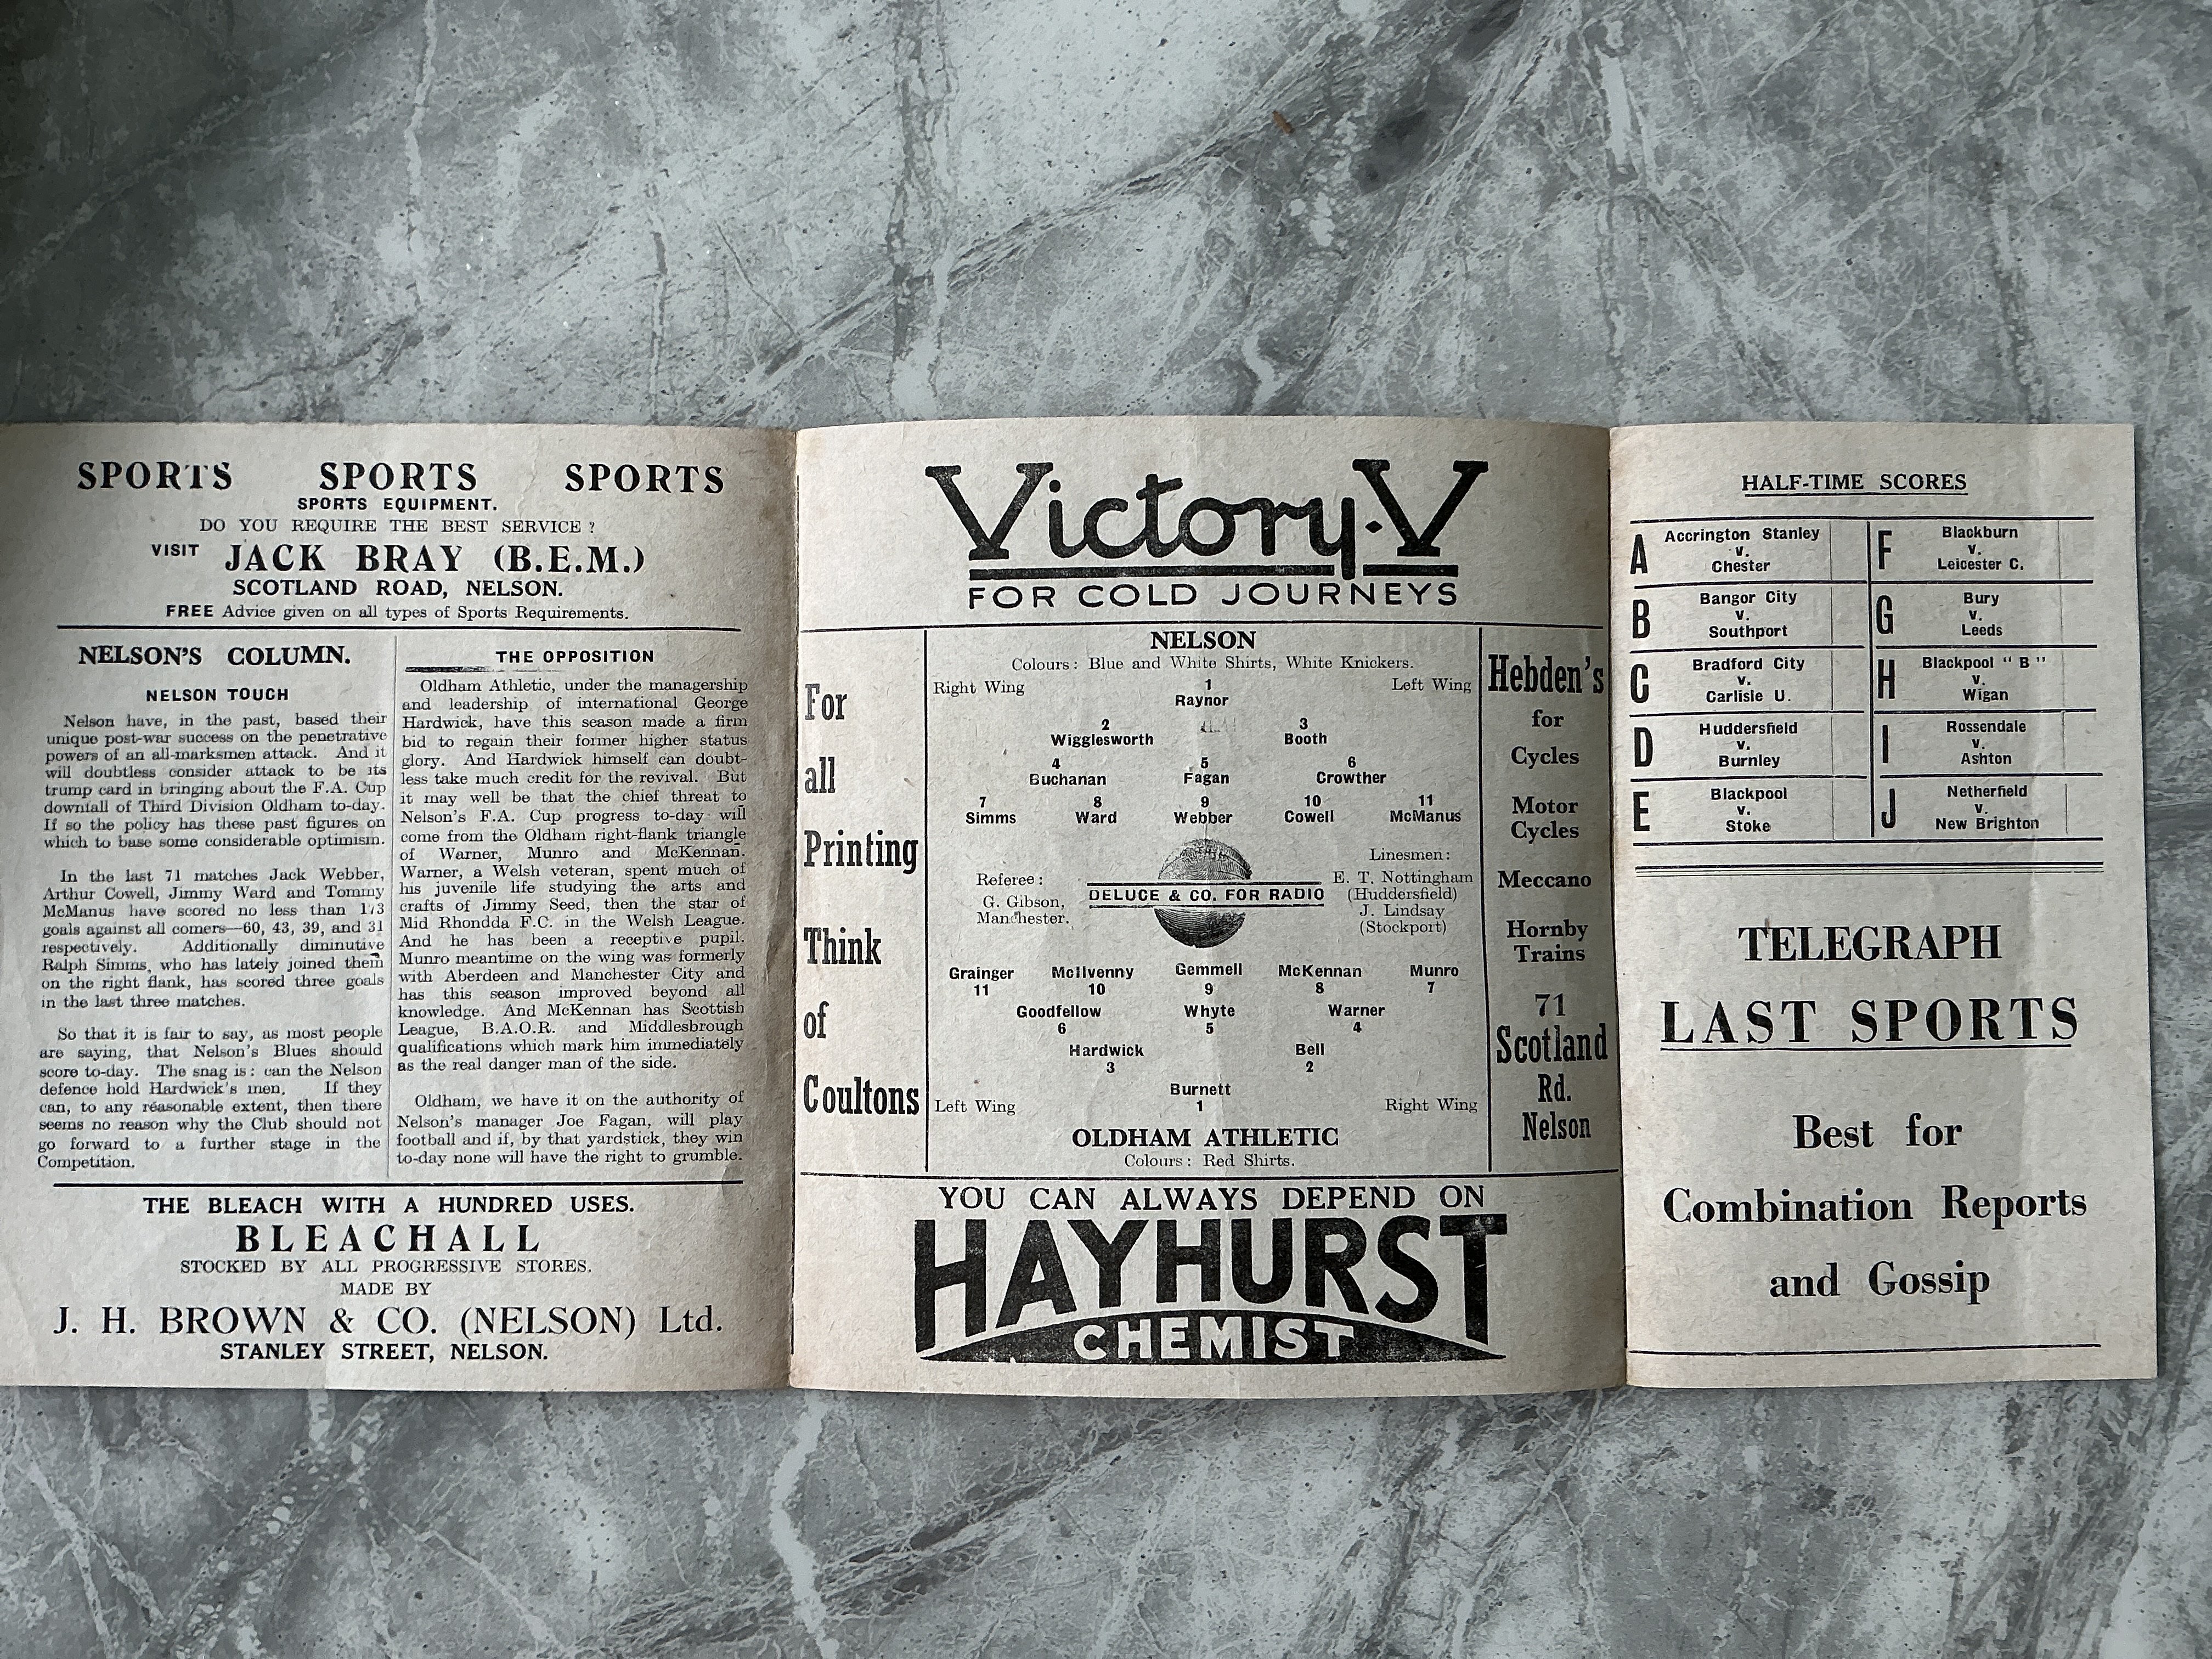 SPORTS SPORTS SPORTS
SPORTS EQUIPMENT.
DO YOU REQUIRE THE BEST SERVICE ?
VISIT JACK BRAY (B.E.M.)
SCOTLAND ROAD, NELSON.
FREE Advice given on all types of Sports Requirements.
NELSON'S COLUMN.
NELSON TOUCH
Nelson have, in the past, based their
unique post-war success on the penetrative
powers of an all-marksmen attack. And it
will doubtless consider attack to be its
trump card in bringing about the F.A. Cup
downfall of Third Division Oldham to-day.
If so the policy has these past figures on
which to base some considerable optimism.
In the last 71 matches Jack Webber,
Arthur Cowell, Jimmy Ward and Tommy
McManus have scored no less than 173
goals against all comers—60, 43, 39, and 31
respectively. Additionally diminutive
Ralph Simms, who has lately joined them
on the right flank, has scored three goals
in the last three matches.
So that it is fair to say, as most people
are saying, that Nelson's Blues should
score to-day. The snag is: can the Nelson
defence hold Hardwick's men. If they
can, to any reasonable extent, then there
seems no reason why the Club should not
go forward to a further stage in the
Competition.
THE OPPOSITION
Oldham Athletic, under the managership
and leadership of international George
Hardwick, have this season made a firm
bid to regain their former higher status
glory. And Hardwick himself can doubt-
less take much credit for the revival. But
it may well be that the chief threat to
Nelson's F.A. Cup progress to-day will
come from the Oldham right-flank triangle
of Warner, Munro and McKennan.
Warner, a Welsh veteran, spent much of
his juvenile life studying the arts and
crafts of Jimmy Seed, then the star of
Mid Rhondda F.C. in the Welsh League.
And he has been a receptive pupil.
Munro meantime on the wing was formerly
with Aberdeen and Manchester City and
has this season improved beyond all
knowledge. And McKennan has Scottish
League, B.A.O.R. and Middlesbrough
qualifications which mark him immediately
as the real danger man of the side.
Oldham, we have it on the authority of
Nelson's manager Joe Fagan, will play
football and if, by that yardstick, they win
to-day none will have the right to grumble.
THE BLEACH WITH A HUNDRED USES.
BLEACHALL
STOCKED BY ALL PROGRESSIVE STORES.
MADE BY
J. H. BROWN & CO. (NELSON) Ltd.
STANLEY STREET, NELSON.
Victory·V
FOR COLD JOURNEYS
For
all
Printing
Think
of
Coultons
NELSON
Colours: Blue and White Shirts, White Knickers.
Right Wing 1 Left Wing
Raynor
2 3
Wigglesworth Booth
4 5 6
Buchanan Fagan Crowther
7 8 9 10 11
Simms Ward Webber Cowell McManus
Referee:
G. Gibson,
Manchester.
DELUCE & CO. FOR RADIO
Linesmen:
E. T. Nottingham
(Huddersfield)
J. Lindsay
(Stockport)
Grainger McIlvenny Gemmell McKennan Munro
11 10 9 8 7
Goodfellow Whyte Warner
6 5 4
Hardwick Bell
3 2
Burnett
Left Wing 1 Right Wing
OLDHAM ATHLETIC
Colours: Red Shirts.
Hebden's
for
Cycles
Motor
Cycles
Meccano
Hornby
Trains
71
Scotland
Rd.
Nelson
YOU CAN ALWAYS DEPEND ON
HAYHURST
CHEMIST
HALF-TIME SCORES
A Accrington Stanley
v.
Chester
B Bangor City
v.
Southport
C Bradford City
v.
Carlisle U.
D Huddersfield
v.
Burnley
E Blackpool
v.
Stoke
F Blackburn
v.
Leicester C.
G Bury
v.
Leeds
H Blackpool " B "
v.
Wigan
I Rossendale
v.
Ashton
J Netherfield
v.
New Brighton
TELEGRAPH
LAST SPORTS
Best for
Combination Reports
and Gossip